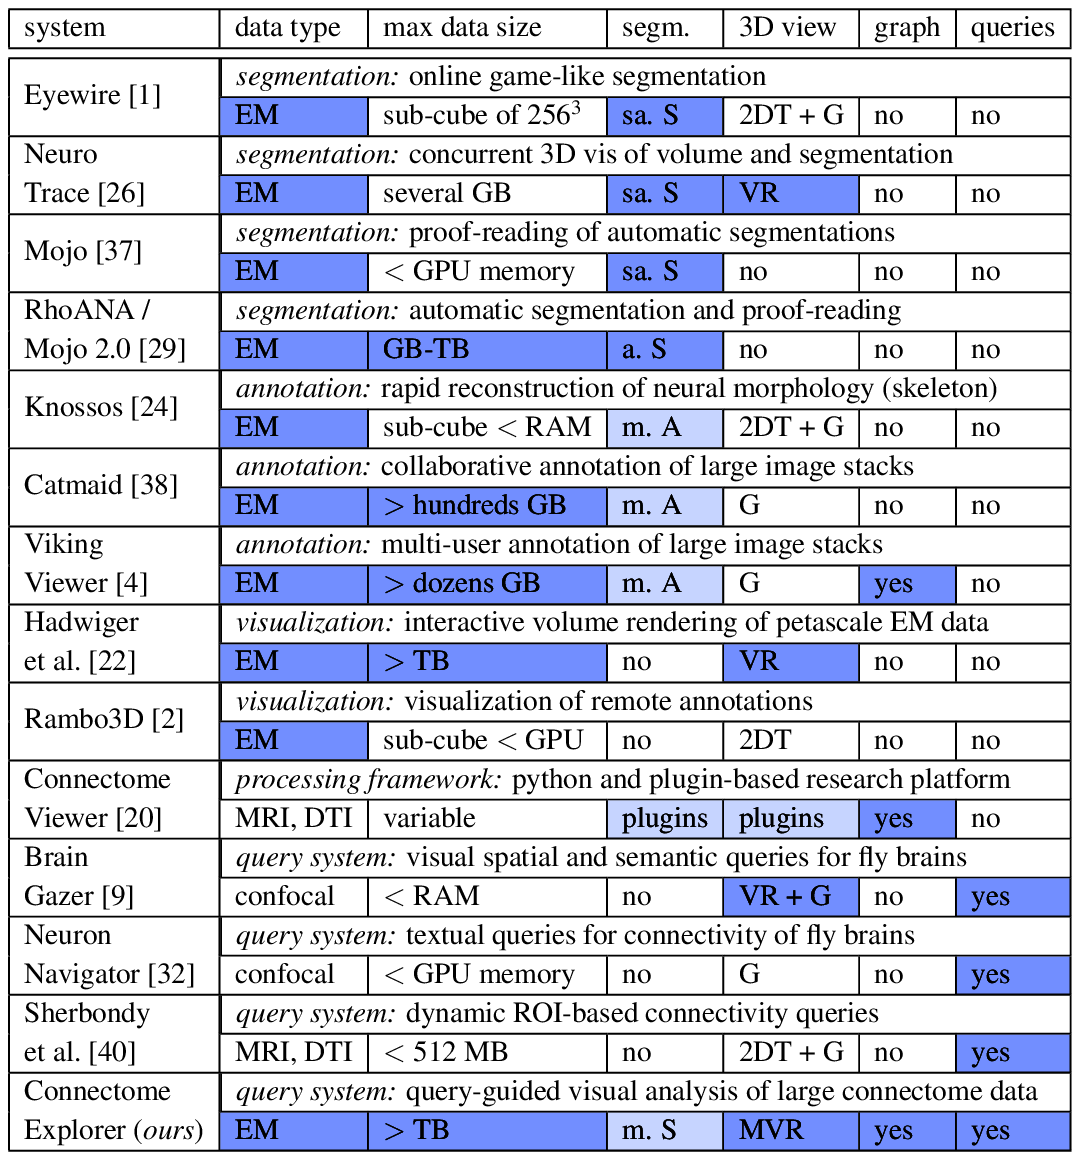 system data type max data size segm. 3D view graph queries
Eyewire [1] segmentation: online game-like segmentation
EM sub-cube of 256³ sa. S 2DT + G no no
Neuro segmentation: concurrent 3D vis of volume and segmentation
Trace [26] EM several GB sa. S VR no no
Mojo [37] segmentation: proof-reading of automatic segmentations
EM < GPU memory sa. S no no no
RhoANA / segmentation: automatic segmentation and proof-reading
Mojo 2.0 [29] EM GB-TB a. S no no no
Knossos [24] annotation: rapid reconstruction of neural morphology (skeleton)
EM sub-cube < RAM m. A 2DT + G no no
Catmaid [38] annotation: collaborative annotation of large image stacks
EM > hundreds GB m. A G no no
Viking annotation: multi-user annotation of large image stacks
Viewer [4] EM > dozens GB m. A G yes no
Hadwiger visualization: interactive volume rendering of petascale EM data
et al. [22] EM > TB no VR no no
Rambo3D [2] visualization: visualization of remote annotations
EM sub-cube < GPU no 2DT no no
Connectome processing framework: python and plugin-based research platform
Viewer [20] MRI, DTI variable plugins plugins yes no
Brain query system: visual spatial and semantic queries for fly brains
Gazer [9] confocal < RAM no VR + G no yes
Neuron query system: textual queries for connectivity of fly brains
Navigator [32] confocal < GPU memory no G no yes
Sherbondy query system: dynamic ROI-based connectivity queries
et al. [40] MRI, DTI < 512 MB no 2DT + G no yes
Connectome query system: query-guided visual analysis of large connectome data
Explorer (ours) EM > TB m. S MVR yes yes